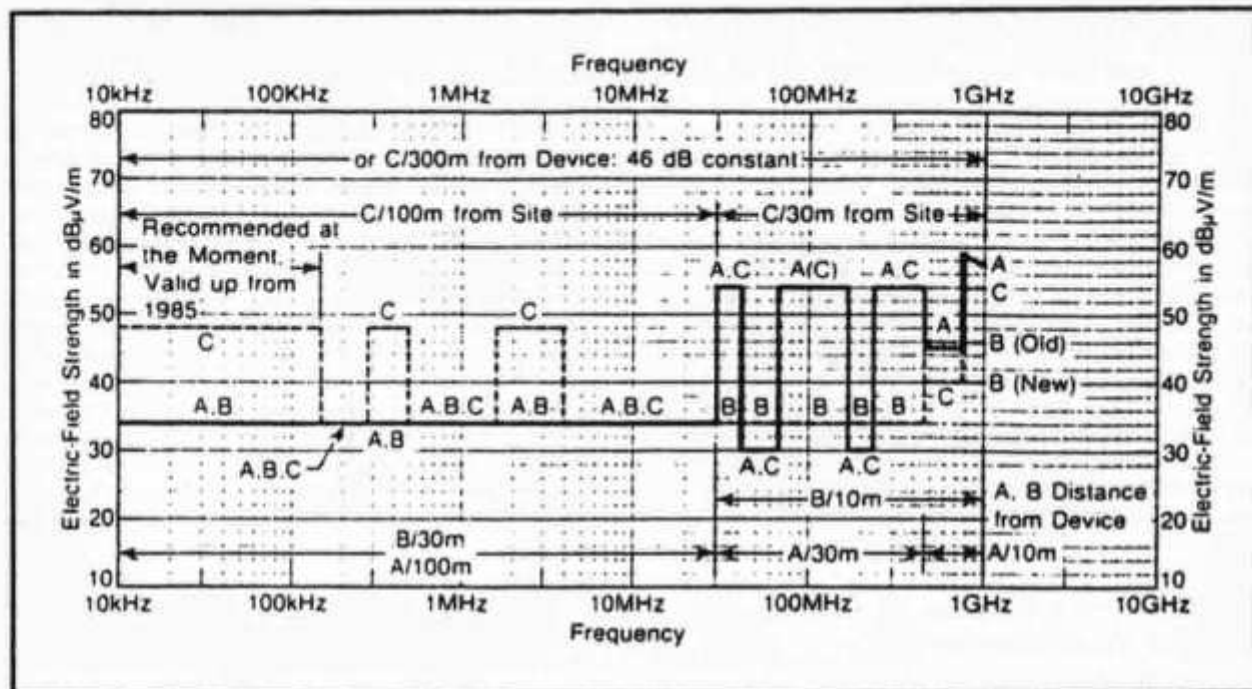 Frequency
10kHz 100KHz 1MHz 10MHz 100MHz 1GHz 10GHz
80 80
or C/300m from Device: 46 dB constant
70 70
C/100m from Site C/30m from Site
Recommended at
the Moment.
Valid up from
1985
60 60
A.C A(C) A.C A
C
50 50
C C C A B (Old)
40 B (New) 40
A.B A.B.C A.B A.B.C B B B B B C
A.B
30 30
A.B.C A.C A.C
B/10m A. B Distance
from Device
20 20
B/30m A/30m A/10m
A/100m
10 10
10kHz 100kHz 1MHz 10MHz 100MHz 1GHz 10GHz
Frequency
Electric-Field Strength in dBµV/m
Electric-Field Strength in dBµV/m